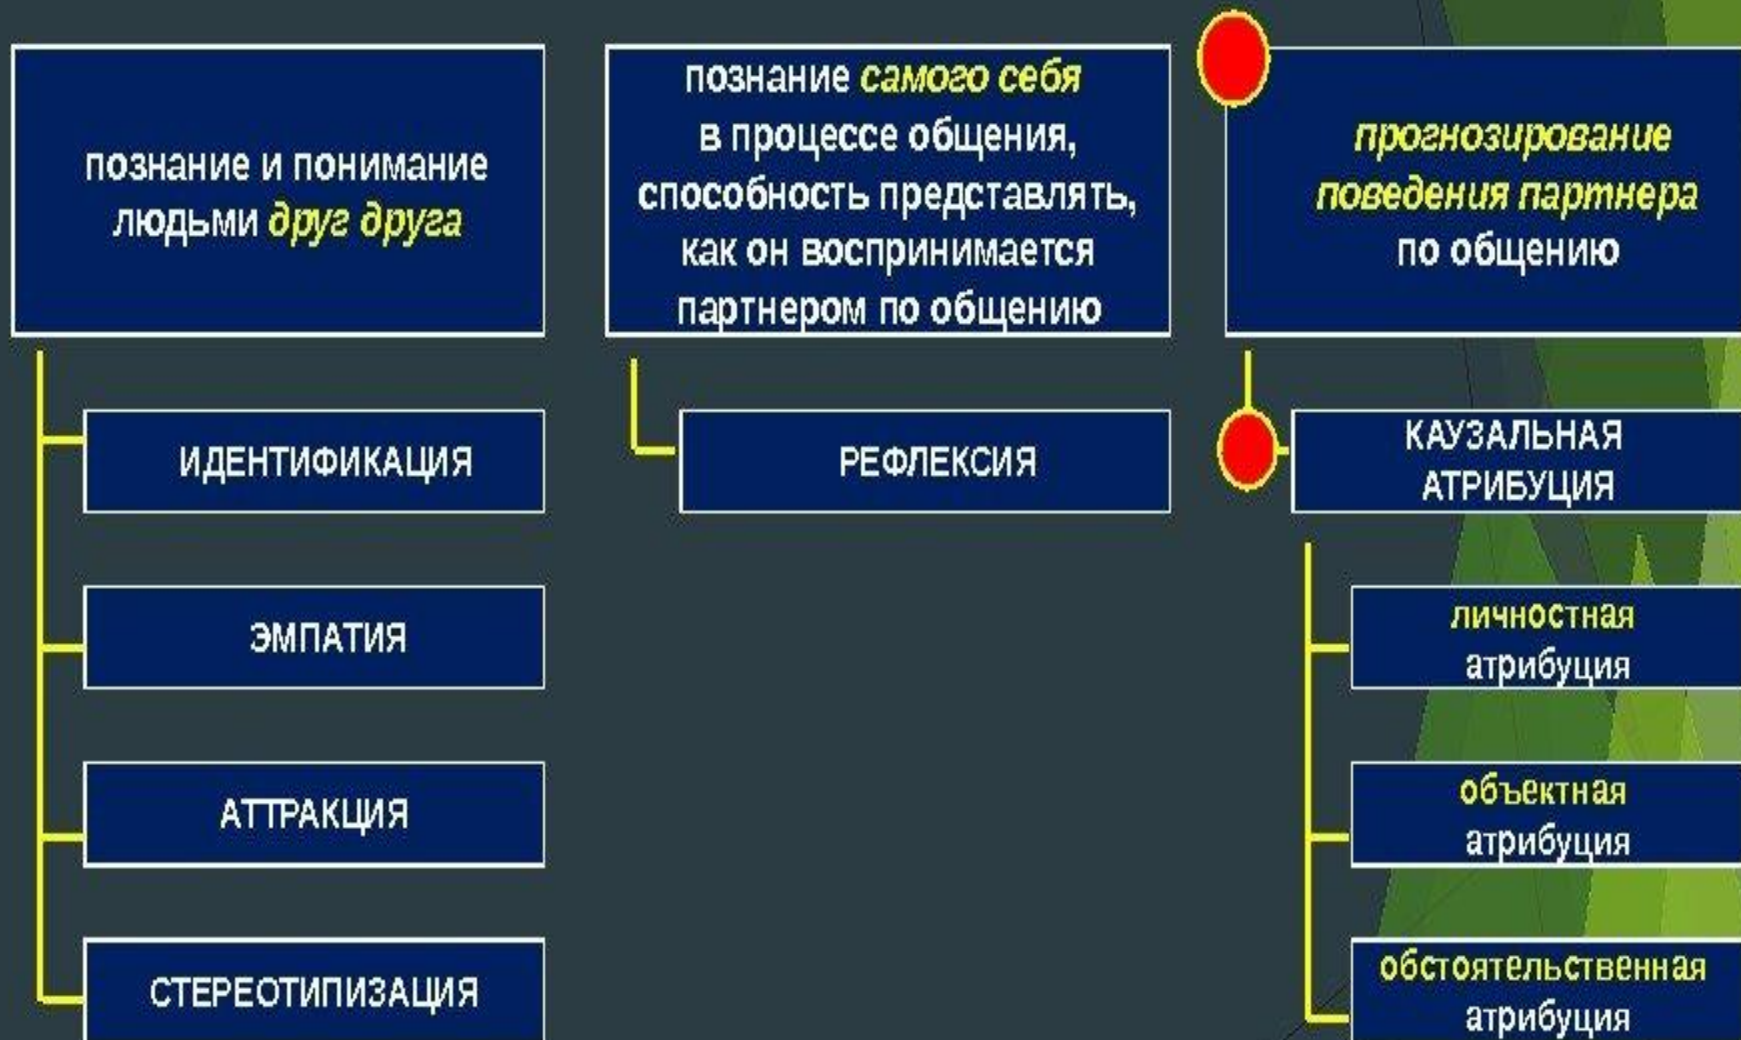 познание и понимание
людьми друг друга
ИДЕНТИФИКАЦИЯ
ЭМПАТИЯ
АТТРАКЦИЯ
СТЕРЕОТИПИЗАЦИЯ
познание самого себя
в процессе общения,
способность представлять,
как он воспринимается
партнером по общению
РЕФЛЕКСИЯ
прогнозирование
поведения партнера
по общению
КАУЗАЛЬНАЯ
АТРИБУЦИЯ
личностная
атрибуция
объектная
атрибуция
обстоятельственная
атрибуция